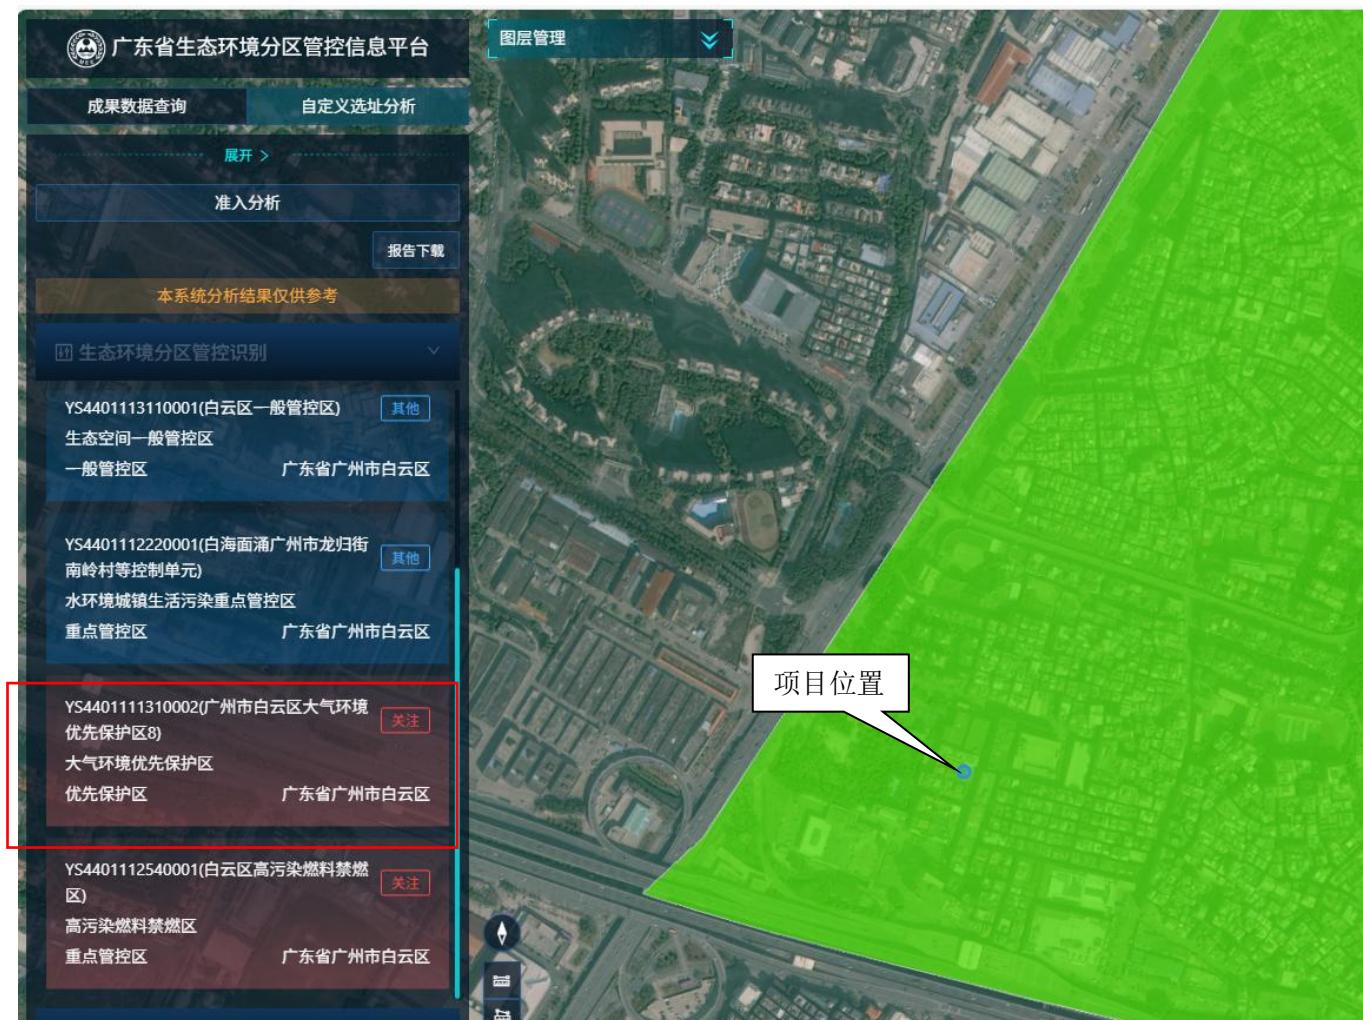 广东省生态环境分区管控信息平台
图层管理
成果数据查询
自定义选址分析
展开 >
准入分析
报告下载
本系统分析结果仅供参考
生态环境分区管控识别
YS4401113110001(白云区一般管控区)
其他
生态空间一般管控区
一般管控区
广东省广州市白云区
YS4401112220001(白海面涌广州市龙归街
南岭村等控制单元)
其他
水环境城镇生活污染重点管控区
重点管控区
广东省广州市白云区
YS4401111310002(广州市白云区大气环境
优先保护区8)
关注
大气环境优先保护区
优先保护区
广东省广州市白云区
YS4401112540001(白云区高污染燃料禁燃
区)
关注
高污染燃料禁燃区
重点管控区
广东省广州市白云区
项目位置